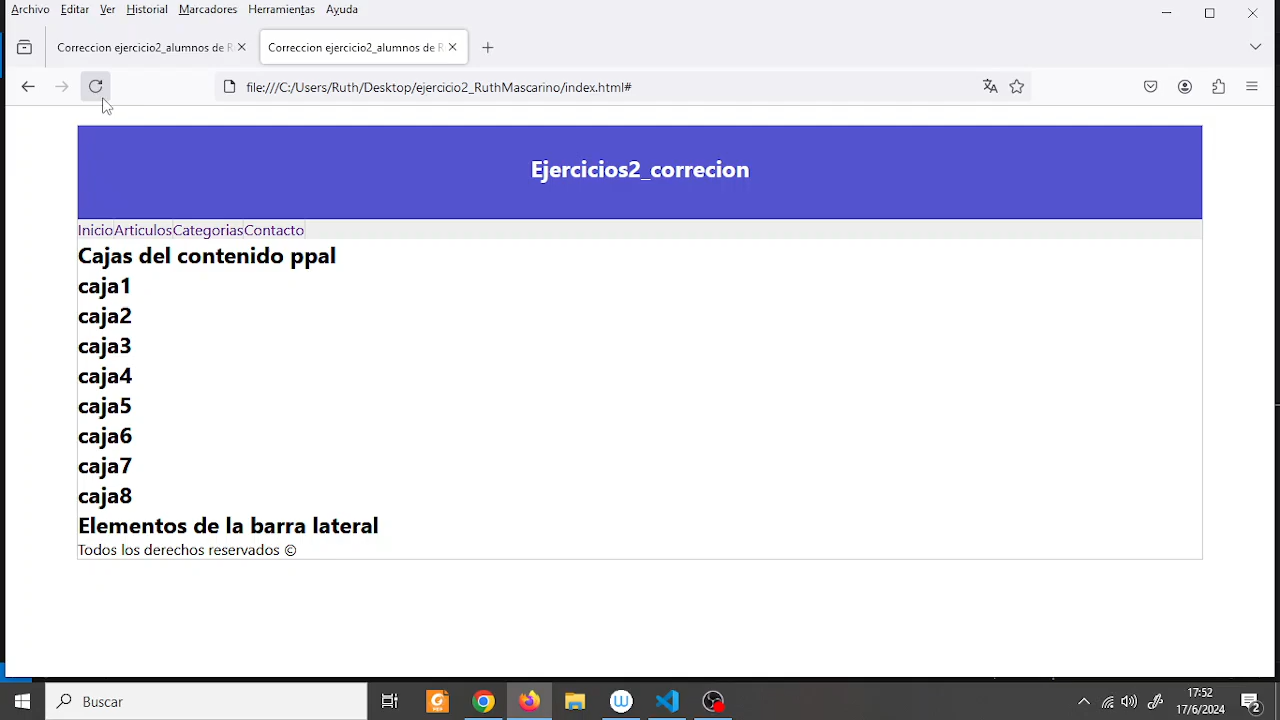 Archivo Editar Ver Historial Marcadores Herramientas Ayuda
Correccion ejercicio2_alumnos de R Correccion ejercicio2_alumnos de R
file:///C:/Users/Ruth/Desktop/ejercicio2_RuthMascarino/index.html#
Ejercicios2_correcion
InicioArticulosCategoriasContacto
Cajas del contenido ppal
caja1
caja2
caja3
caja4
caja5
caja6
caja7
caja8
Elementos de la barra lateral
Todos los derechos reservados ©
Buscar
17:52
17/6/2024
2